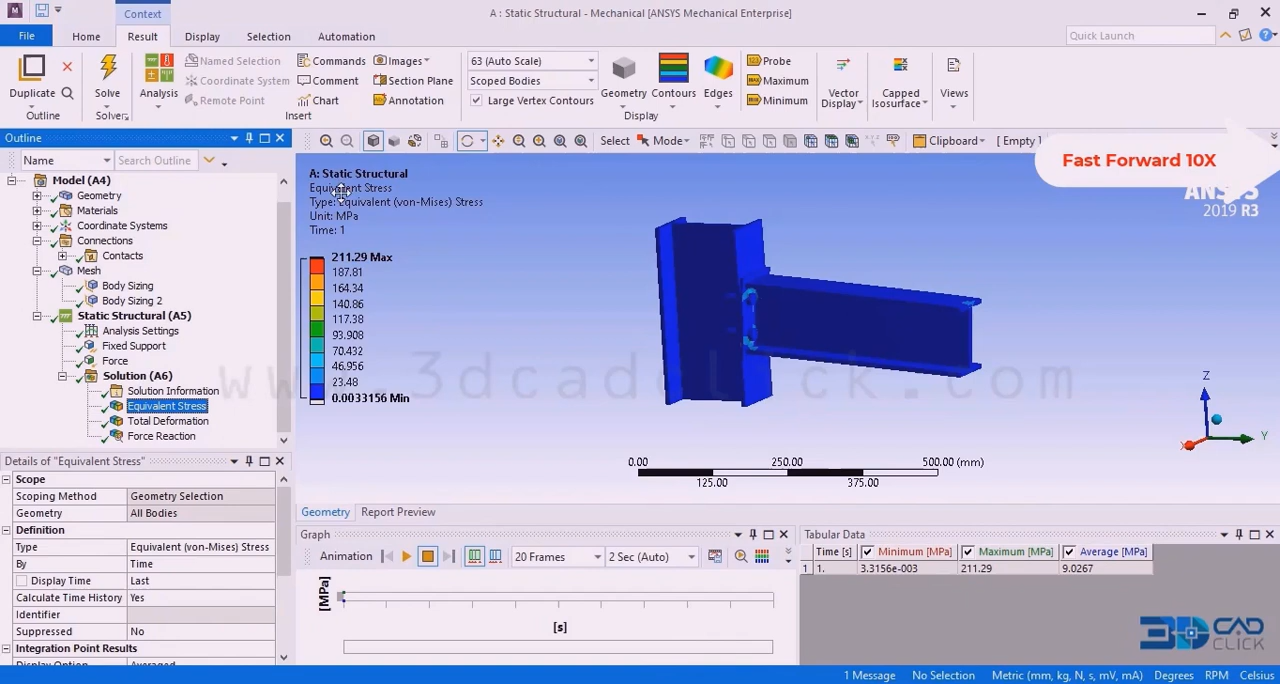 Context
A : Static Structural - Mechanical [ANSYS Mechanical Enterprise]
File Home Result Display Selection Automation
Quick Launch
Duplicate
Outline
Solve
Solver
Analysis
Named Selection
Coordinate System
Remote Point
Commands
Comment
Chart
Images
Section Plane
Annotation
Insert
63 (Auto Scale)
Scoped Bodies
Large Vertex Contours
Geometry
Contours
Edges
Probe
Maximum
Minimum
Display
Vector
Display
Capped
Isosurface
Views
Outline
Name
Search Outline
Select
Mode
Clipboard
[ Empty ]
Fast Forward 10X
ANSYS
2019 R3
Model (A4)
Geometry
Materials
Coordinate Systems
Connections
Contacts
Mesh
Body Sizing
Body Sizing 2
Static Structural (A5)
Analysis Settings
Fixed Support
Force
Solution (A6)
Solution Information
Equivalent Stress
Total Deformation
Force Reaction
A: Static Structural
Equivalent Stress
Type: Equivalent (von-Mises) Stress
Unit: MPa
Time: 1
211.29 Max
187.81
164.34
140.86
117.38
93.908
70.432
46.956
23.48
0.0033156 Min
www.3dcadclick.com
Z
Y
X
0.00 250.00 500.00 (mm)
125.00 375.00
Details of "Equivalent Stress"
Scope
Scoping Method Geometry Selection
Geometry All Bodies
Definition
Type Equivalent (von-Mises) Stress
By Time
Display Time Last
Calculate Time History Yes
Identifier
Suppressed No
Integration Point Results
Display Option Averaged
Geometry Report Preview
Graph
Animation
20 Frames
2 Sec (Auto)
[MPa]
[s]
Tabular Data
Time [s] Minimum [MPa] Maximum [MPa] Average [MPa]
1 1. 3.3156e-003 211.29 9.0267
3D CAD
CLICK
1 Message No Selection Metric (mm, kg, N, s, mV, mA) Degrees RPM Celsius